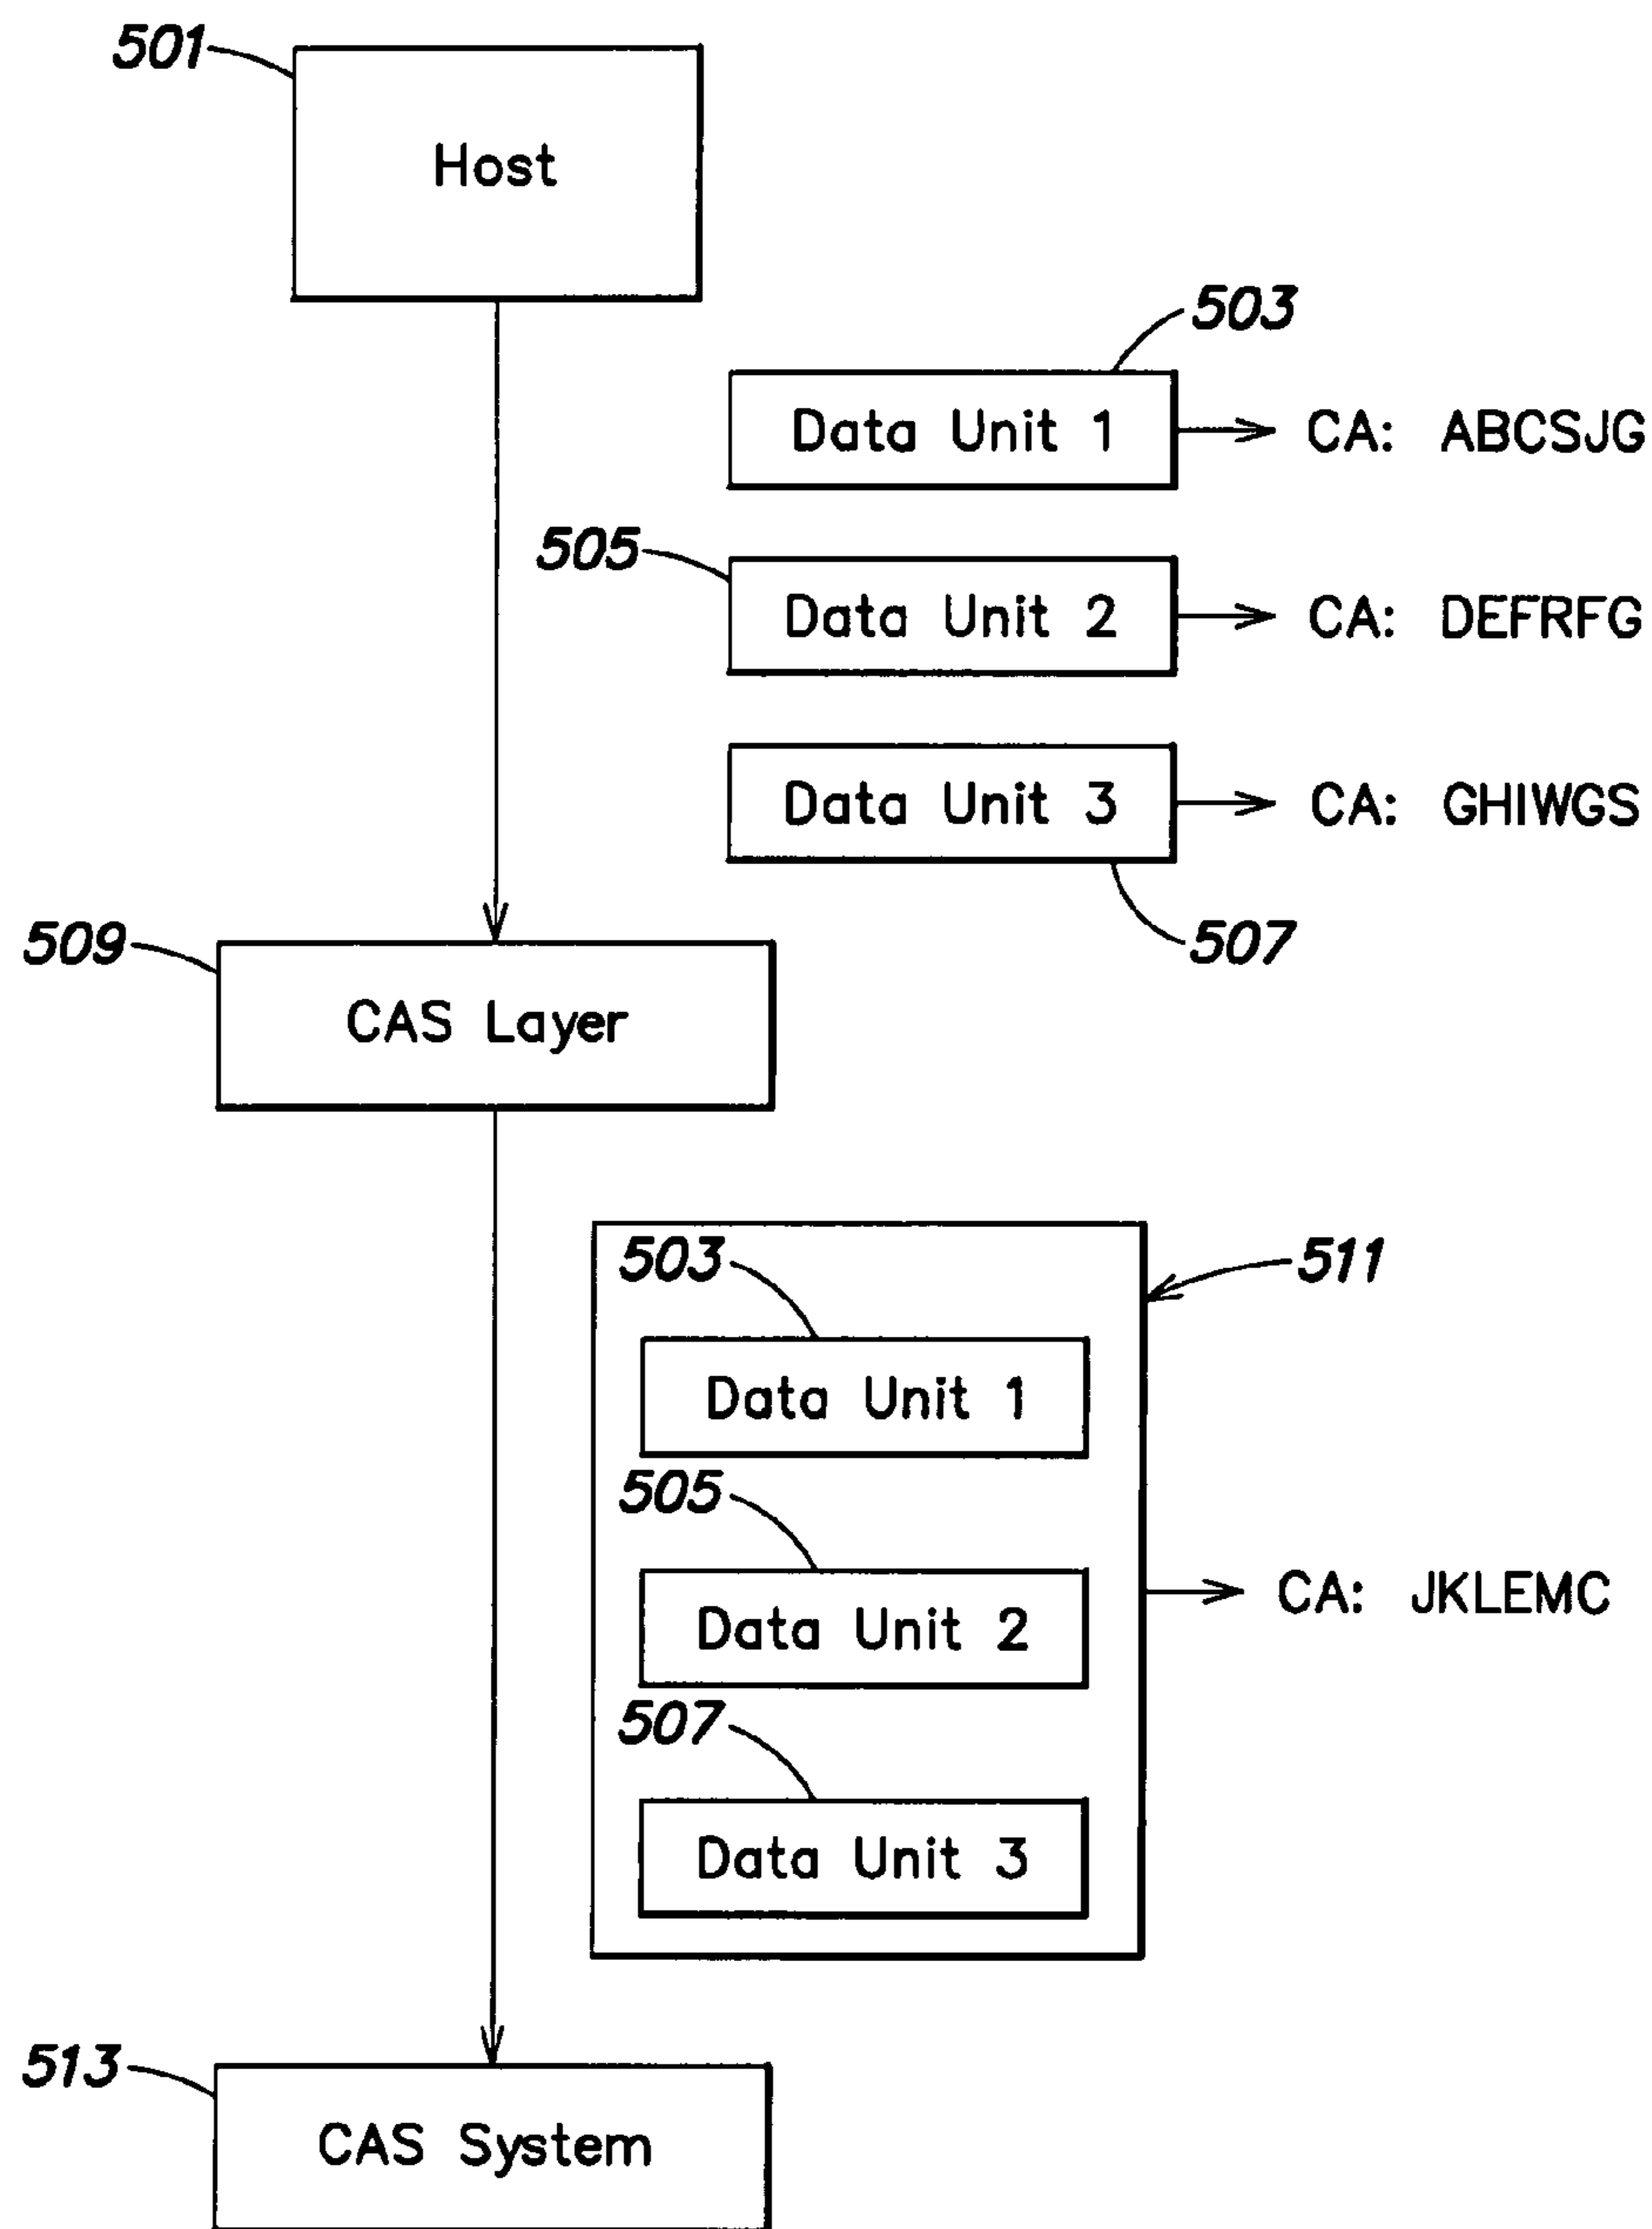 501
Host
503
Data Unit 1
CA: ABCSJG
505
Data Unit 2
CA: DEFRFG
Data Unit 3
CA: GHIWGS
507
509
CAS Layer
503
511
Data Unit 1
505
Data Unit 2
CA: JKLEMC
507
Data Unit 3
513
CAS System